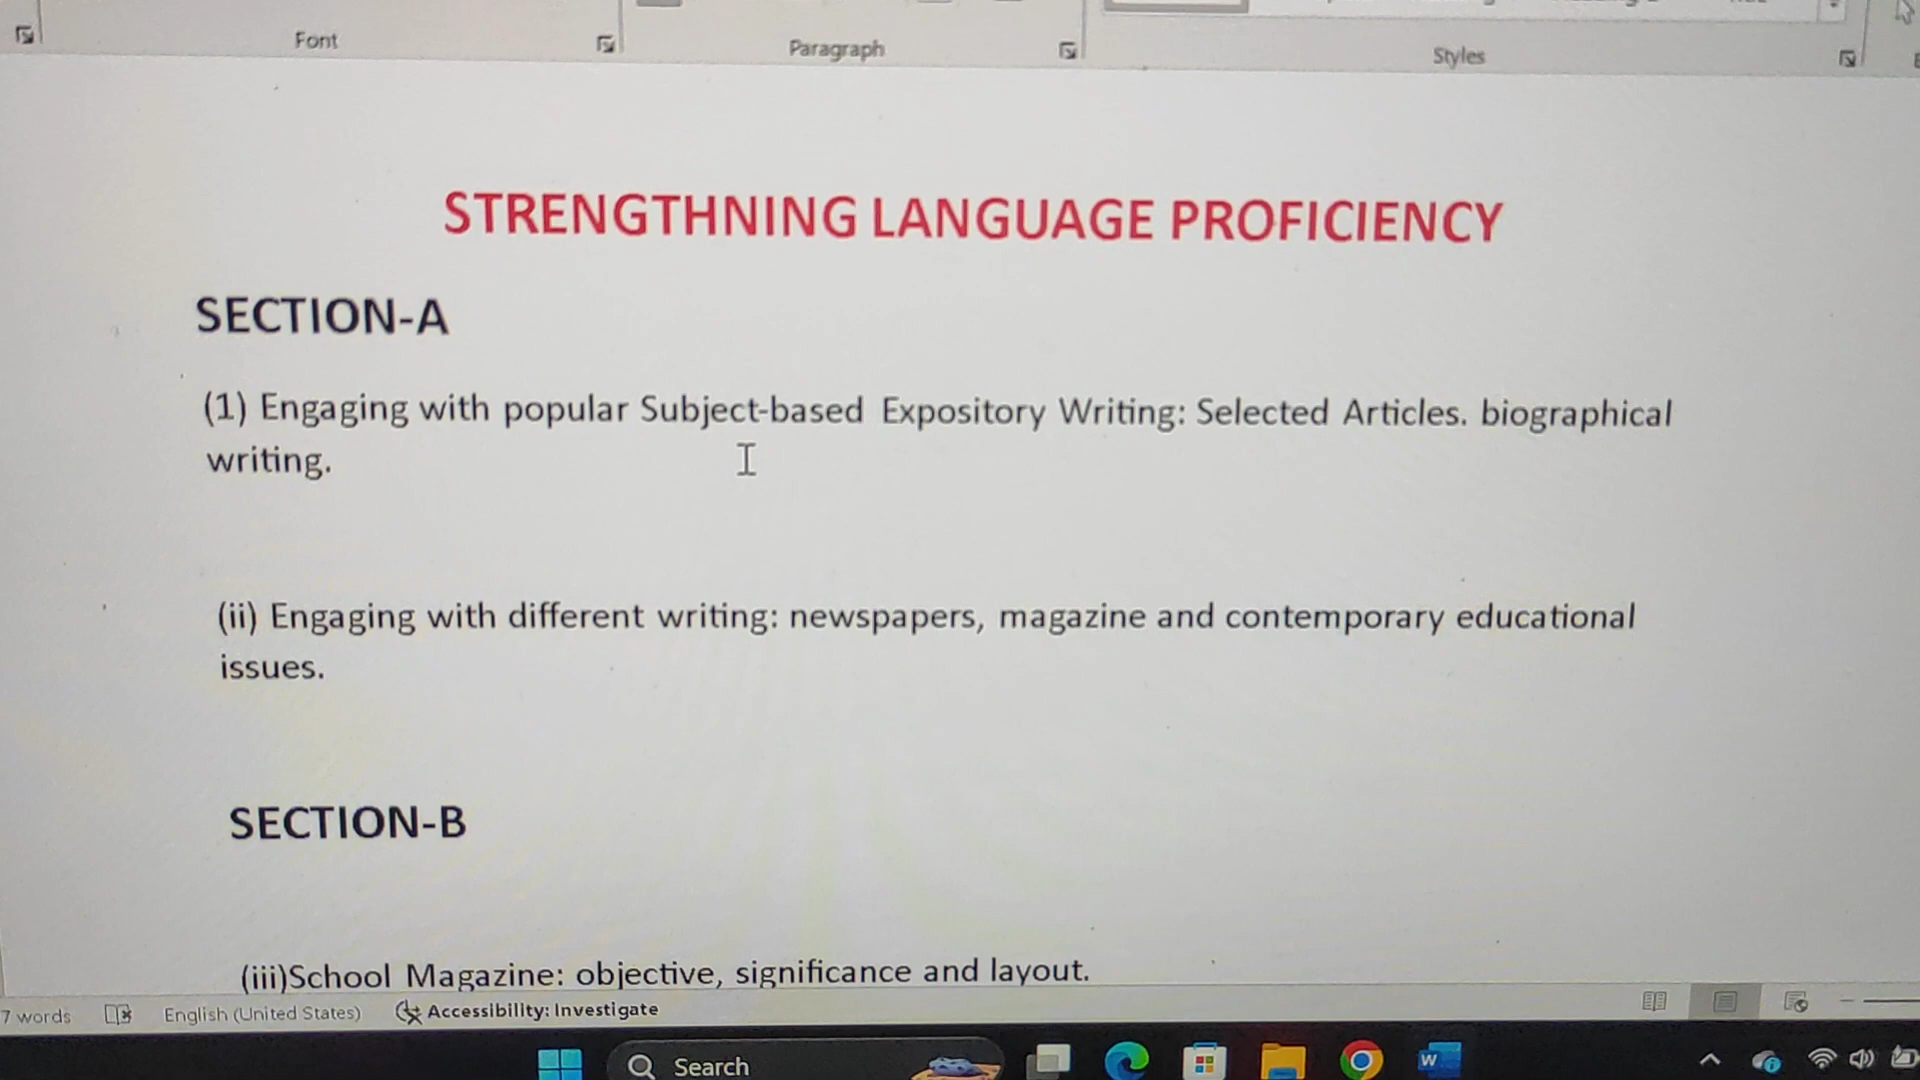 Font
Paragraph
Styles
STRENGTHNING LANGUAGE PROFICIENCY
SECTION-A
(1) Engaging with popular Subject-based Expository Writing: Selected Articles. biographical
writing.
(ii) Engaging with different writing: newspapers, magazine and contemporary educational
issues.
SECTION-B
(iii)School Magazine: objective, significance and layout.
7 words
English (United States)
Accessibility: Investigate
Search